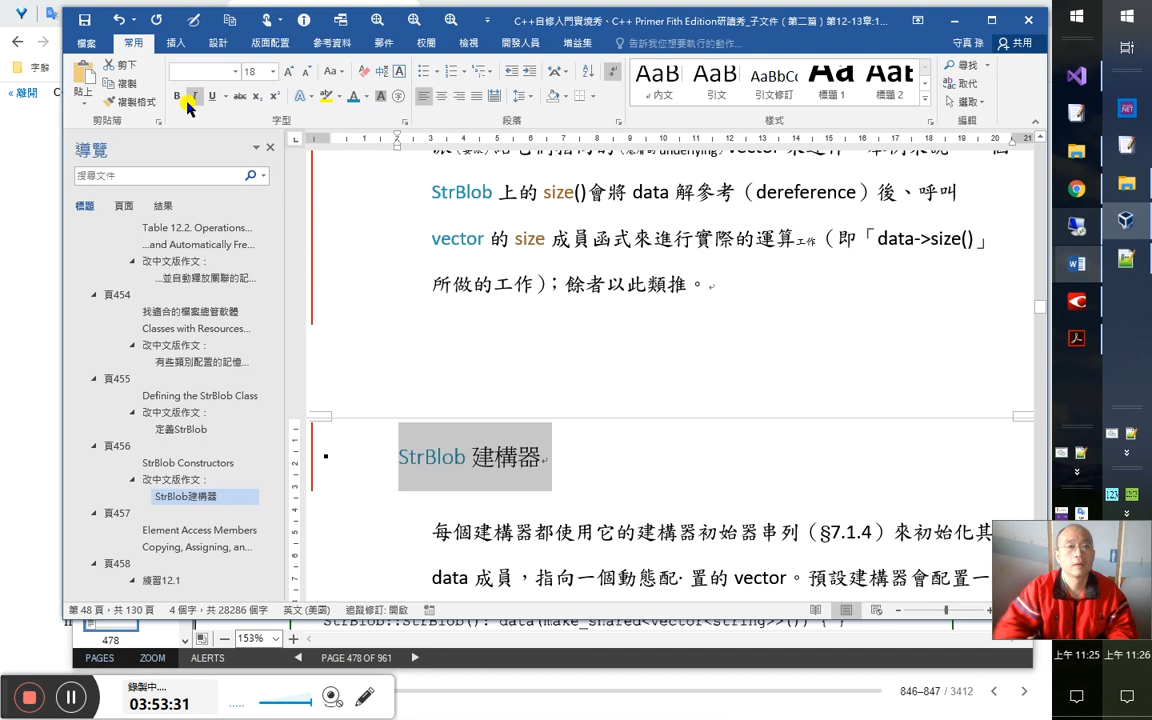 C++自修入門實境秀、C++ Primer Fith Edition研讀秀_子文件（第二篇）第12-13章:1...
檔案 常用 插入 設計 版面配置 參考資料 郵件 校閱 檢視 開發人員 增益集 告訴我您想要執行的動作... 守真 孫 共用
字齡
« 離開
貼上
剪下
複製
複製格式
剪貼簿
18
字型
段落
AaB 內文
AaB 引文
AaBbCc 引文修訂
Aa 標題 1
Aat 標題 2
樣式
尋找
取代
選取
編輯
導覽
搜尋文件
標題 頁面 結果
Table 12.2. Operations...
...and Automatically Fre...
改中文版作文：
...並自動釋放關聯的記...
頁454
找適合的檔案總管軟體
Classes with Resources...
改中文版作文：
有些類別配置的記憶...
頁455
Defining the StrBlob Class
改中文版作文：
定義StrBlob
頁456
StrBlob Constructors
改中文版作文：
StrBlob建構器
頁457
Element Access Members
Copying, Assigning, an...
頁458
練習12.1
StrBlob 上的 size()會將 data 解參考（dereference）後、呼叫
vector 的 size 成員函式來進行實際的運算工作（即「data->size()」
所做的工作）；餘者以此類推。
StrBlob 建構器
每個建構器都使用它的建構器初始器串列（§7.1.4）來初始化其
data 成員，指向一個動態配置的 vector。預設建構器會配置一
第 48 頁，共 130 頁 4 個字，共 28286 個字 英文 (美國) 追蹤修訂: 開啟
StrBlob::StrBlob(): data(make_shared<vector<string>>()) { }
478
153%
PAGES ZOOM ALERTS PAGE 478 OF 961
錄製中....
03:53:31
846–847 / 3412
上午 11:25 上午 11:26